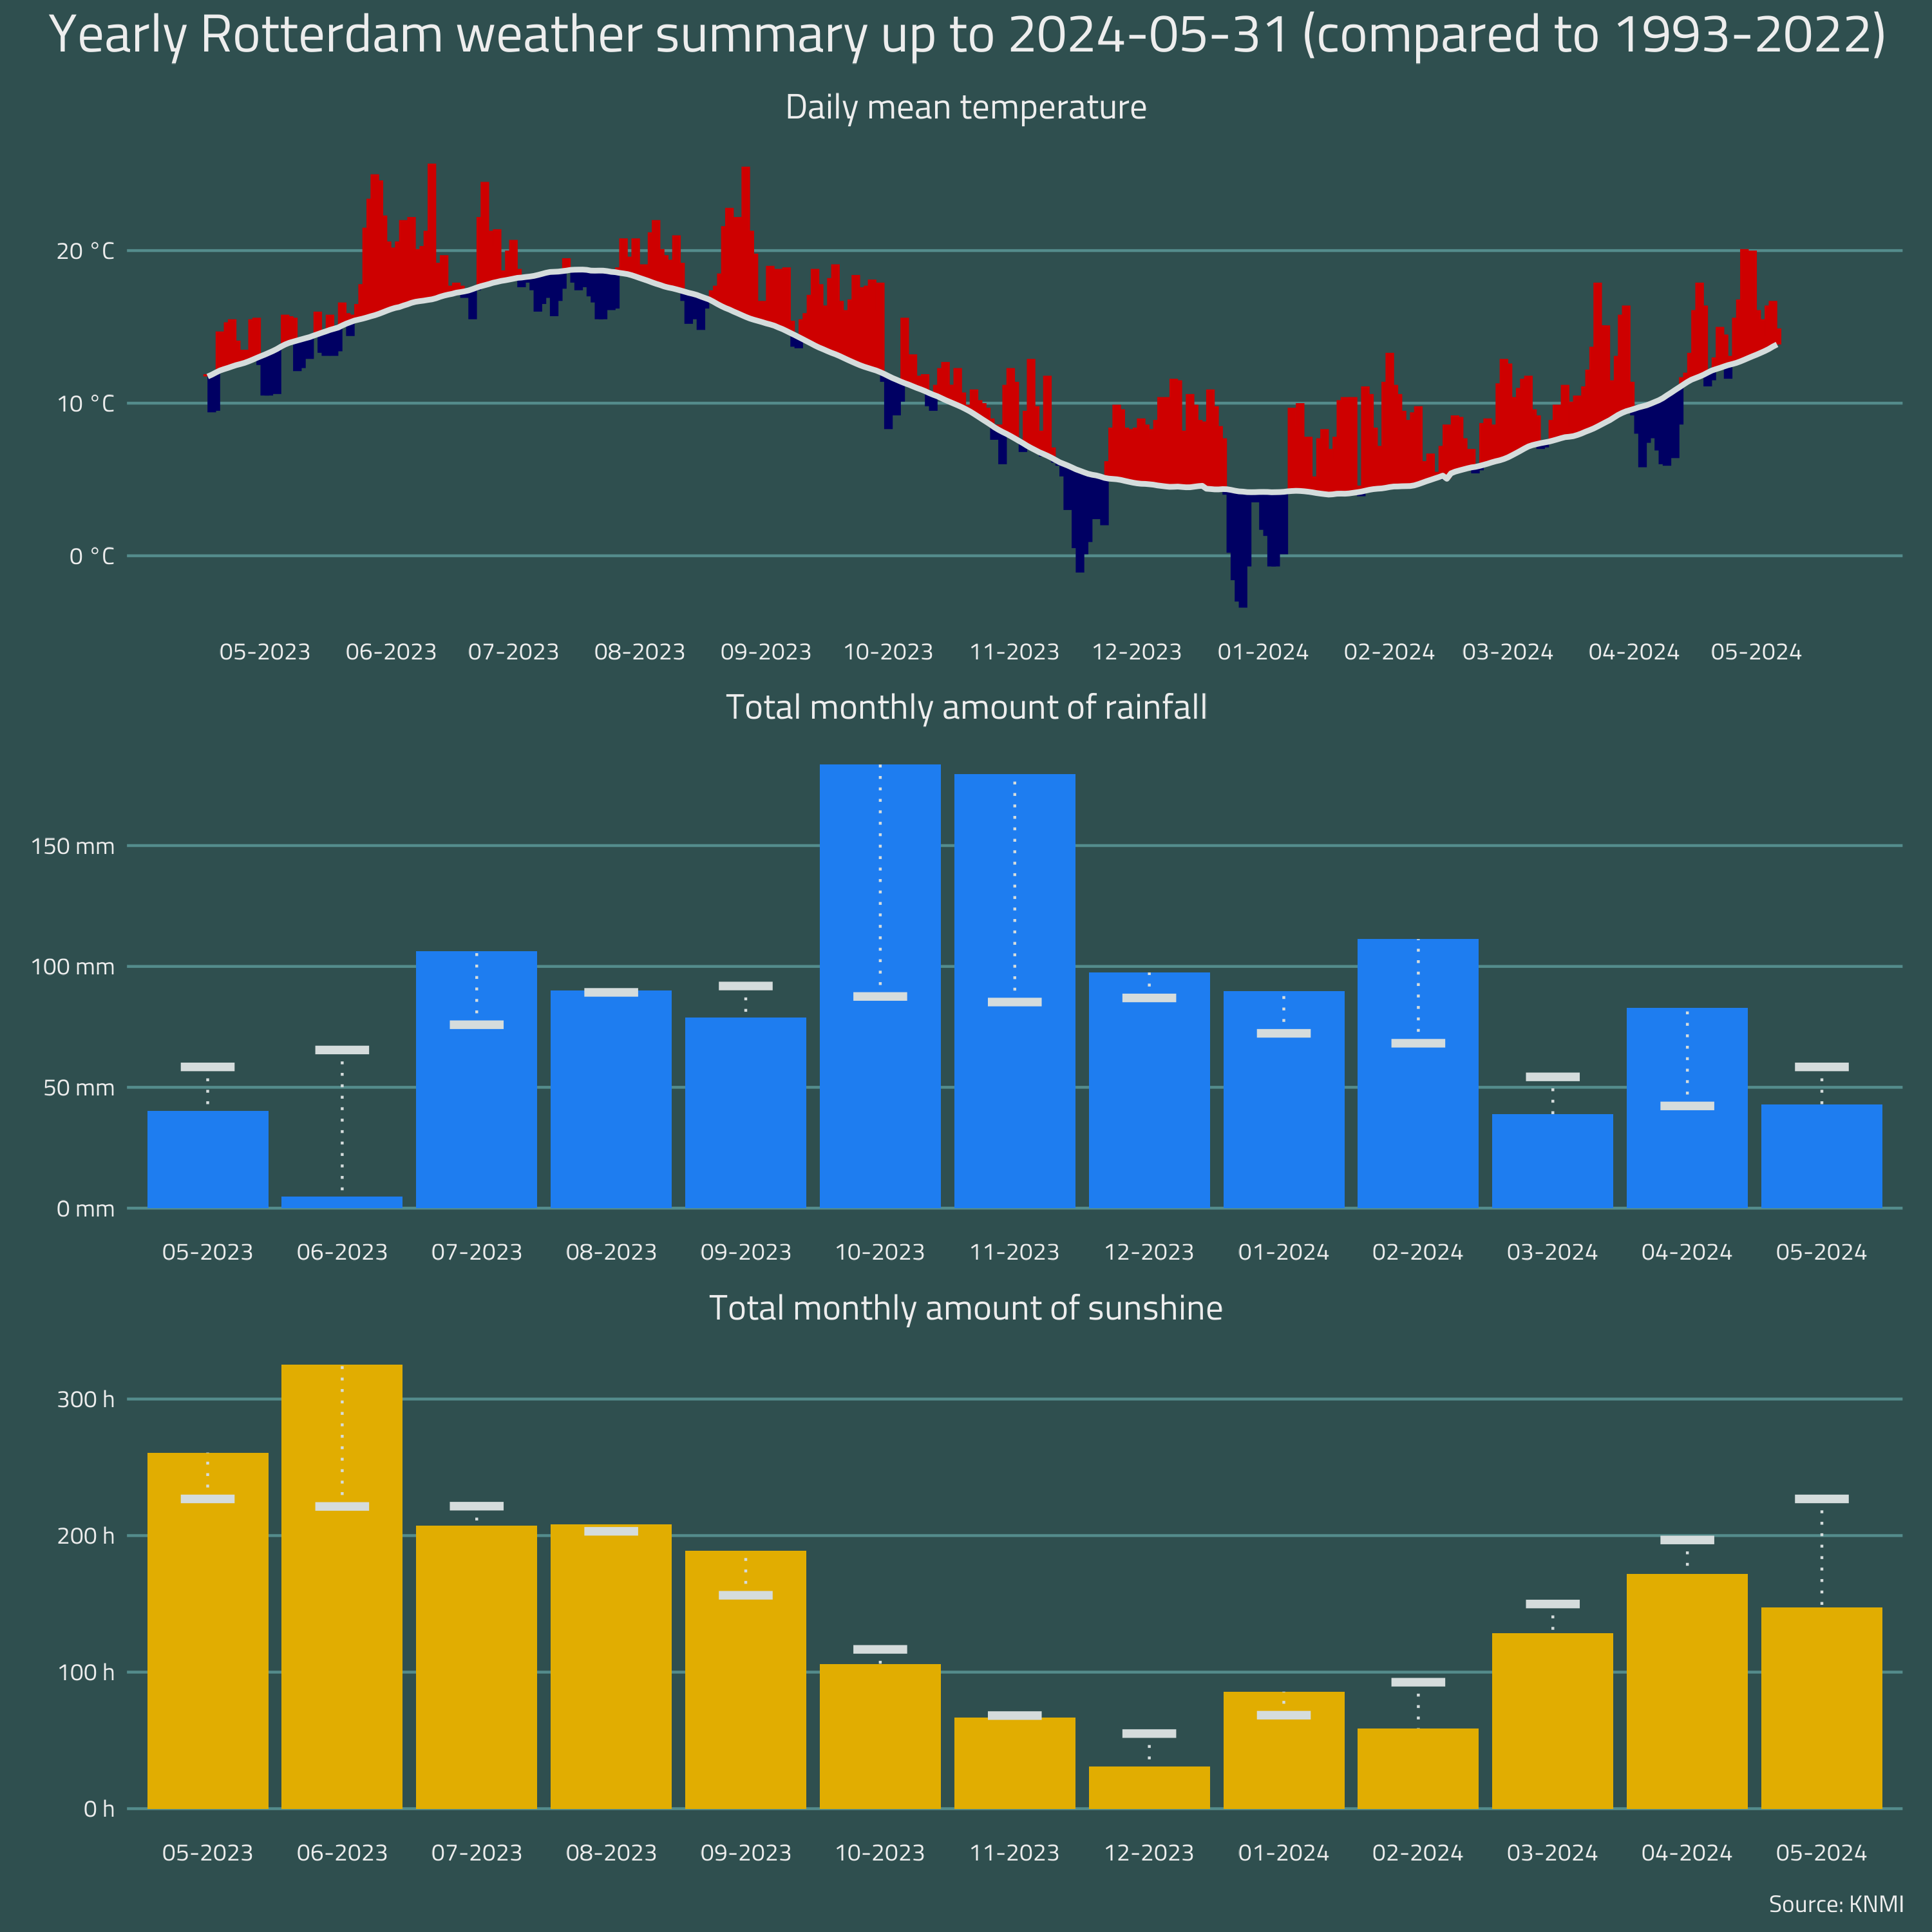 Yearly Rotterdam weather summary up to 2024-05-31 (compared to 1993-2022)
Daily mean temperature
20 °C
10 °C
0 °C
05-2023 06-2023 07-2023 08-2023 09-2023 10-2023 11-2023 12-2023 01-2024 02-2024 03-2024 04-2024 05-2024
Total monthly amount of rainfall
150 mm
100 mm
50 mm
0 mm
05-2023 06-2023 07-2023 08-2023 09-2023 10-2023 11-2023 12-2023 01-2024 02-2024 03-2024 04-2024 05-2024
Total monthly amount of sunshine
300 h
200 h
100 h
0 h
05-2023 06-2023 07-2023 08-2023 09-2023 10-2023 11-2023 12-2023 01-2024 02-2024 03-2024 04-2024 05-2024
Source: KNMI